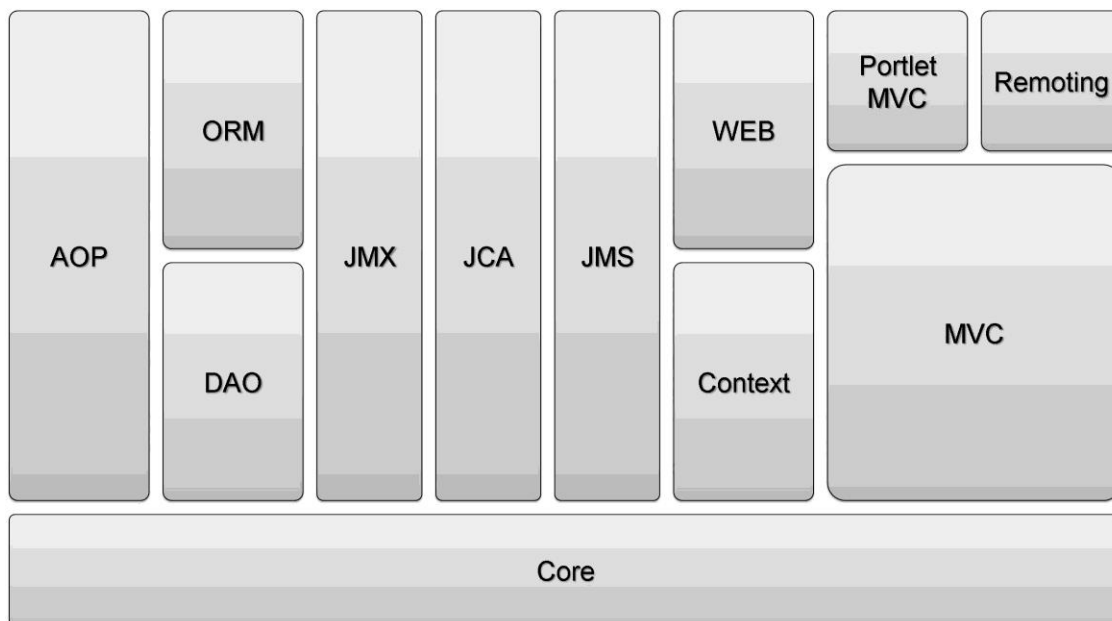 Portlet
MVC
Remoting
ORM
WEB
AOP
JMX
JCA
JMS
MVC
DAO
Context
Core